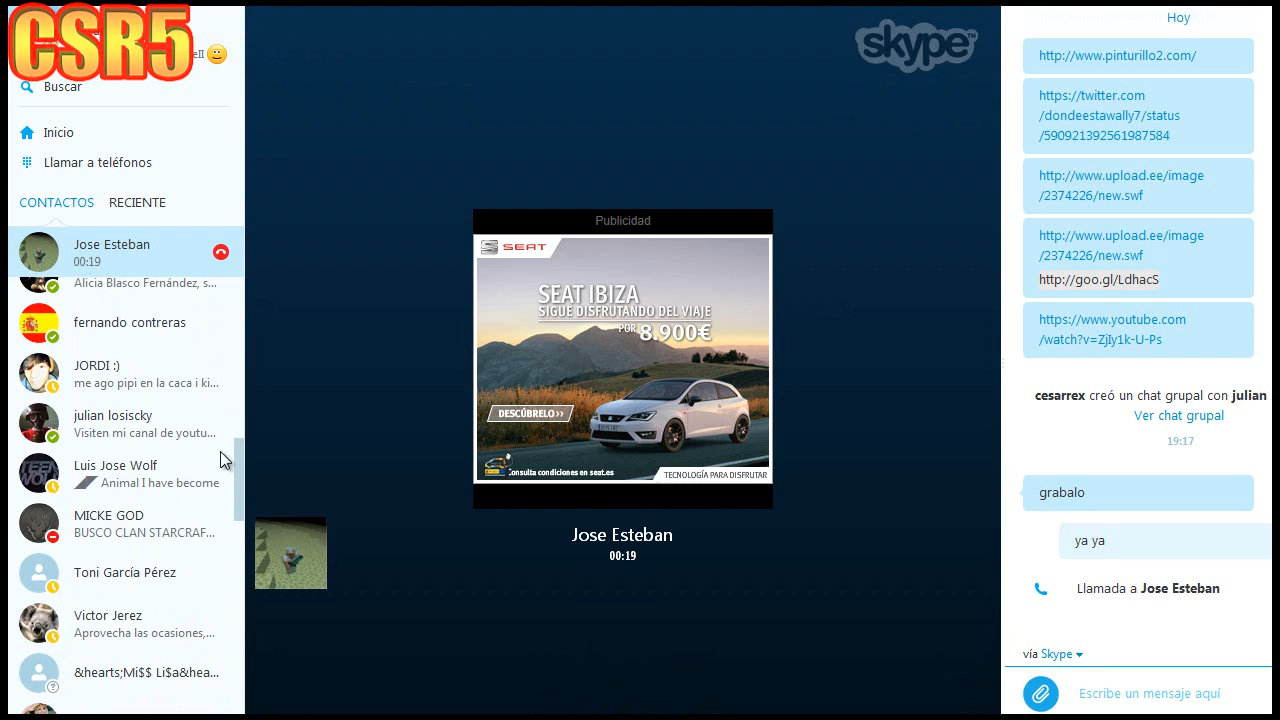 CSR5
Buscar
Inicio
Llamar a teléfonos
CONTACTOS RECIENTE
Jose Esteban
00:19
Alicia Blasco Fernández, s...
fernando contreras
JORDI :)
me ago pipi en la caca i ki...
julian losiscky
Visiten mi canal de youtu...
Luis Jose Wolf
Animal I have become
MICKE GOD
BUSCO CLAN STARCRAF...
Toni García Pérez
Victor Jerez
Aprovecha las ocasiones,...
&hearts;Mi$$ Li$a&hea...
skype™
Publicidad
SEAT
SEAT IBIZA
SIGUE DISFRUTANDO DEL VIAJE
POR 8.900€
DESCÚBRELO>>
Consulta condiciones en seat.es
TECNOLOGÍA PARA DISFRUTAR
Jose Esteban
00:19
Hoy
http://www.pinturillo2.com/
https://twitter.com
/dondeestawally7/status
/590921392561987584
http://www.upload.ee/image
/2374226/new.swf
http://www.upload.ee/image
/2374226/new.swf
http://goo.gl/LdhacS
https://www.youtube.com
/watch?v=ZjIy1k-U-Ps
cesarrex creó un chat grupal con julian
Ver chat grupal
19:17
grabalo
ya ya
Llamada a Jose Esteban
vía Skype
Escribe un mensaje aquí